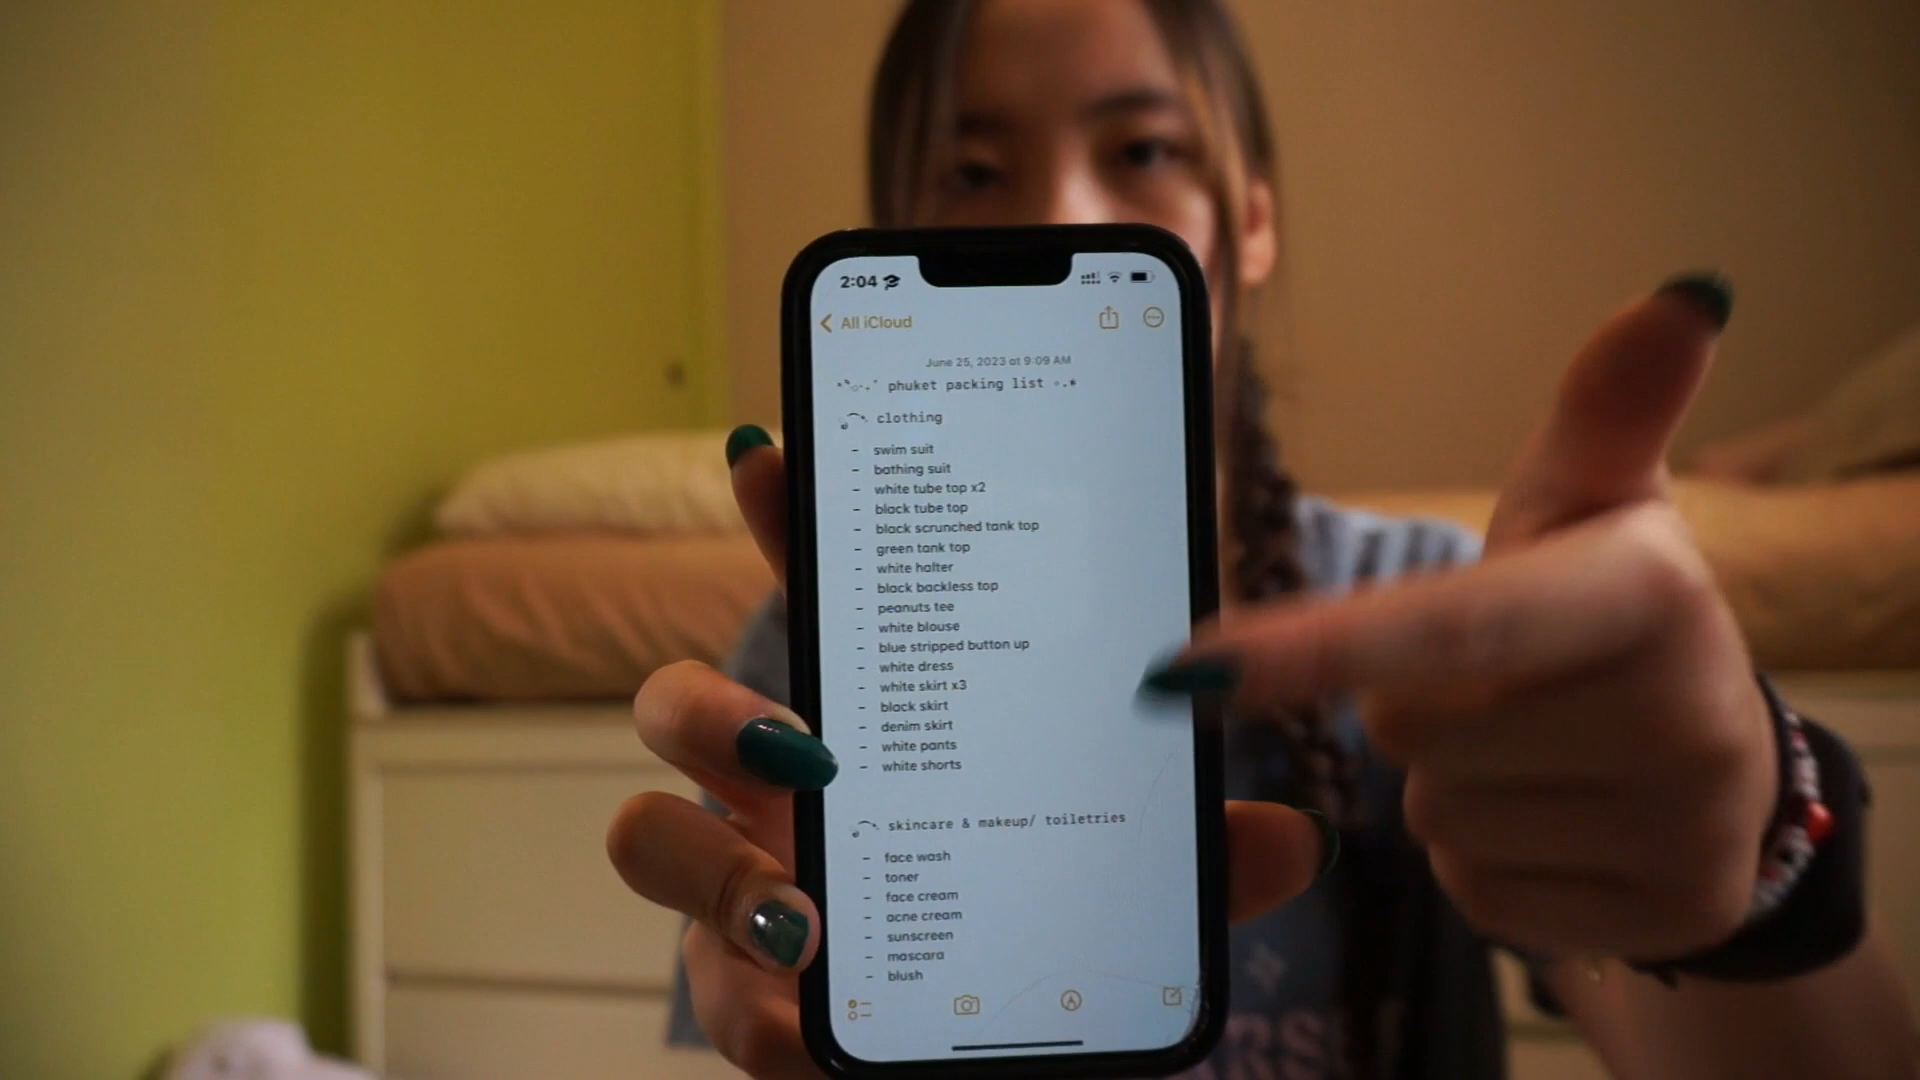 2:04
All iCloud
June 25, 2023 at 9:09 AM
phuket packing list
clothing
- swim suit
- bathing suit
- white tube top x2
- black tube top
- black scrunched tank top
- green tank top
- white halter
- black backless top
- peanuts tee
- white blouse
- blue stripped button up
- white dress
- white skirt x3
- black skirt
- denim skirt
- white pants
- white shorts
skincare & makeup/ toiletries
- face wash
- toner
- face cream
- acne cream
- sunscreen
- mascara
- blush